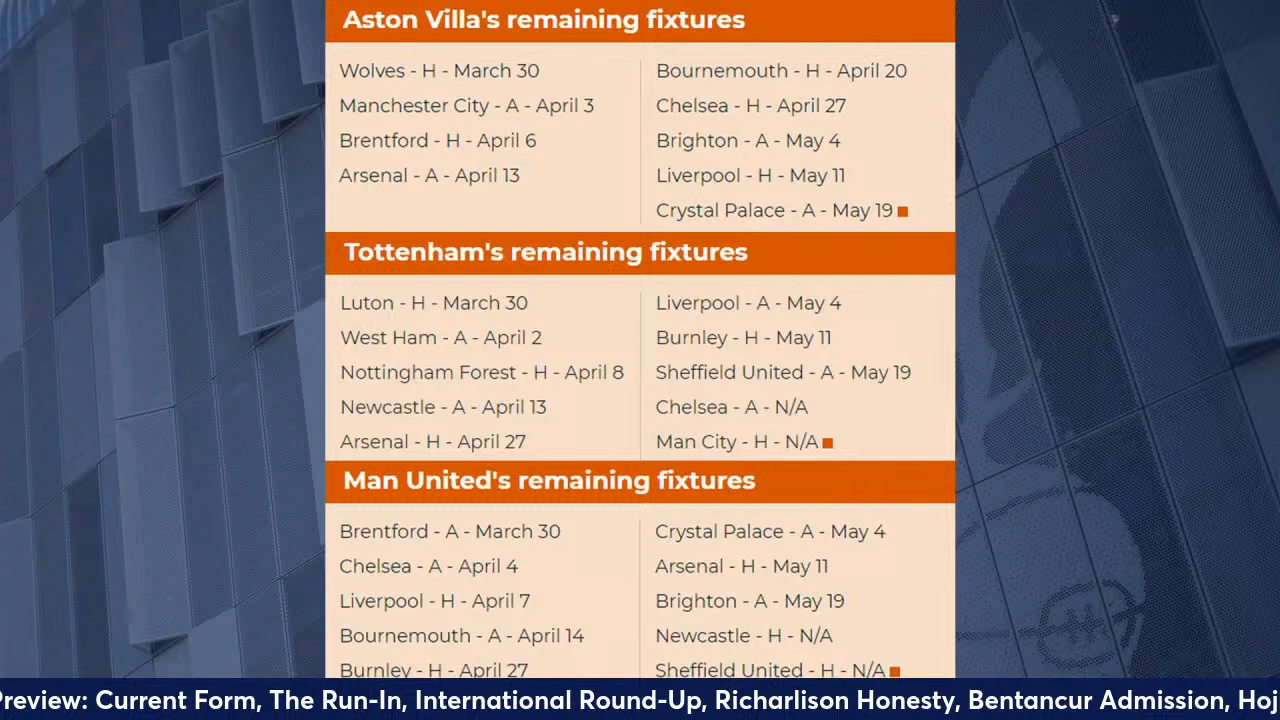 Aston Villa's remaining fixtures
Wolves - H - March 30
Manchester City - A - April 3
Brentford - H - April 6
Arsenal - A - April 13
Bournemouth - H - April 20
Chelsea - H - April 27
Brighton - A - May 4
Liverpool - H - May 11
Crystal Palace - A - May 19
Tottenham's remaining fixtures
Luton - H - March 30
West Ham - A - April 2
Nottingham Forest - H - April 8
Newcastle - A - April 13
Arsenal - H - April 27
Liverpool - A - May 4
Burnley - H - May 11
Sheffield United - A - May 19
Chelsea - A - N/A
Man City - H - N/A
Man United's remaining fixtures
Brentford - A - March 30
Chelsea - A - April 4
Liverpool - H - April 7
Bournemouth - A - April 14
Burnley - H - April 27
Crystal Palace - A - May 4
Arsenal - H - May 11
Brighton - A - May 19
Newcastle - H - N/A
Sheffield United - H - N/A
Preview: Current Form, The Run-In, International Round-Up, Richarlison Honesty, Bentancur Admission, Hoj